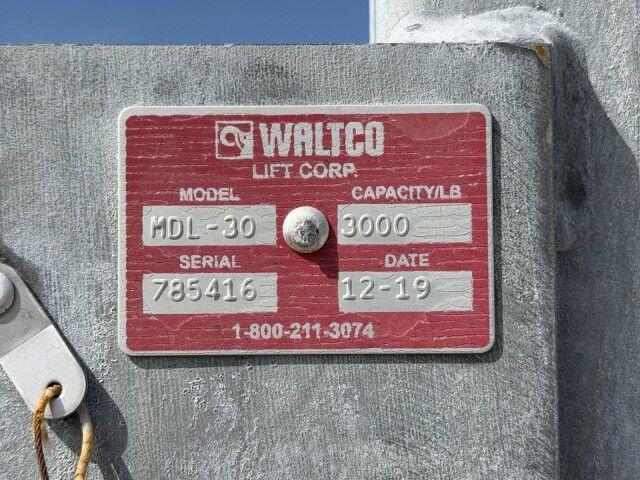 WALTCO
LIFT CORP.
MODEL CAPACITY/LB
MDL-30 3000
SERIAL DATE
785416 12-19
1-800-211-3074